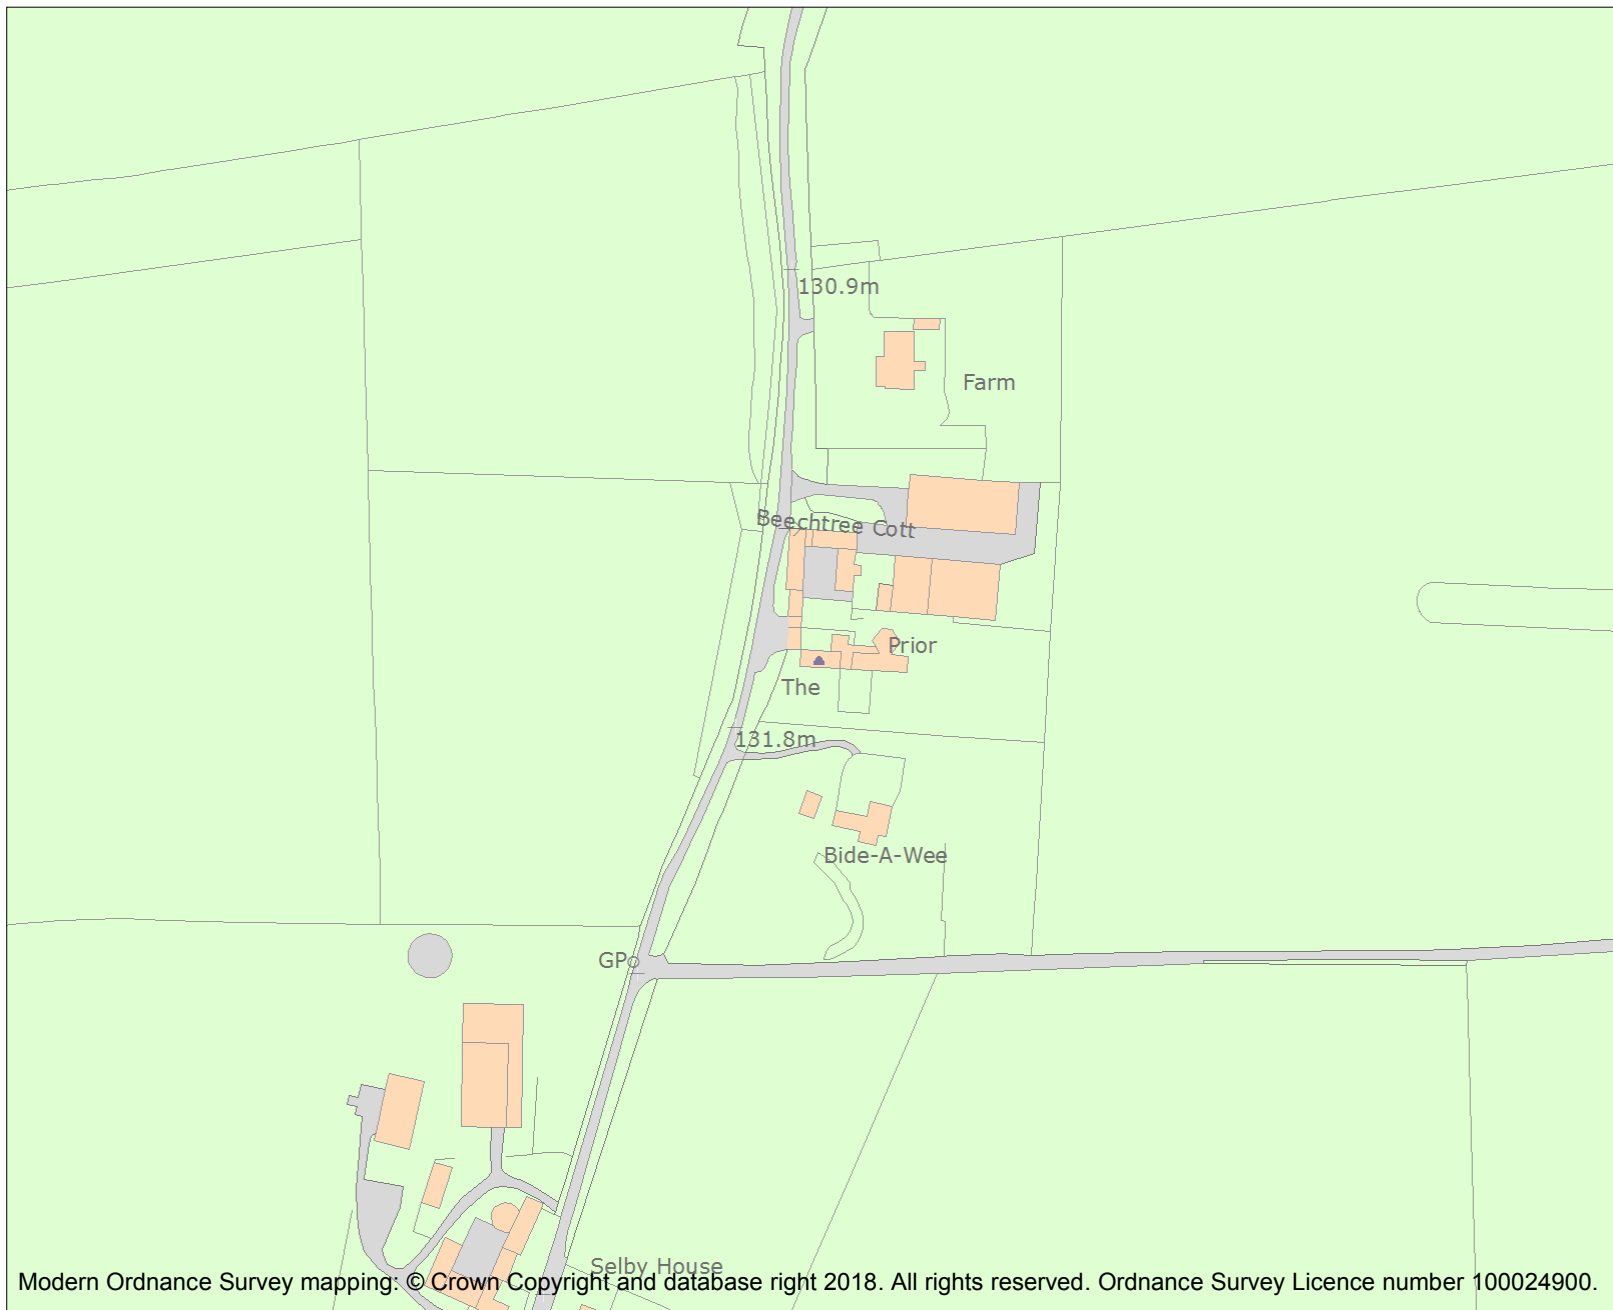 130.9m
Farm
Beechtree Cott
Prior
The
131.8m
Bide-A-Wee
GP
Selby House
Modern Ordnance Survey mapping: © Crown Copyright and database right 2018. All rights reserved. Ordnance Survey Licence number 100024900.